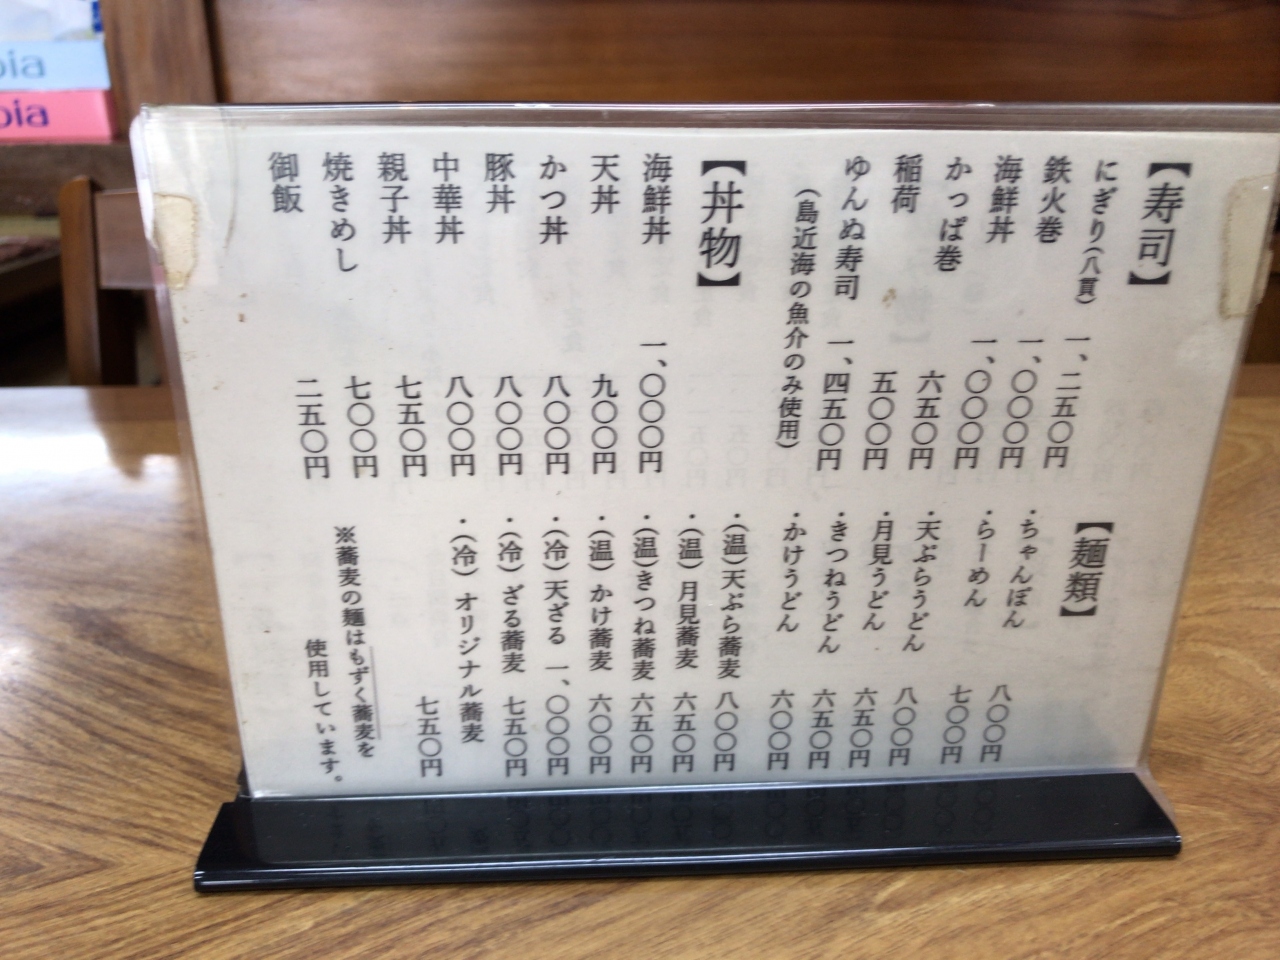 【寿司】
にぎり(八貫) 一、二五〇円
鉄火巻 一、〇〇〇円
海鮮丼 一、〇〇〇円
かっぱ巻 六五〇円
稲荷 五〇〇円
ゆんぬ寿司 一、四五〇円
(島近海の魚介のみ使用)
【丼物】
海鮮丼 一、〇〇〇円
天丼 九〇〇円
かつ丼 八〇〇円
豚丼 八〇〇円
中華丼 八〇〇円
親子丼 七五〇円
焼きめし 七〇〇円
御飯 二五〇円
【麺類】
・ちゃんぽん 八〇〇円
・らーめん 七〇〇円
・天ぷらうどん 八〇〇円
・月見うどん 六五〇円
・きつねうどん 六五〇円
・かけうどん 六〇〇円
・(温)天ぷら蕎麦 八〇〇円
・(温)月見蕎麦 六五〇円
・(温)きつね蕎麦 六五〇円
・(温)かけ蕎麦 六〇〇円
・(冷)天ざる 一、〇〇〇円
・(冷)ざる蕎麦 七五〇円
・(冷)オリジナル蕎麦
七五〇円
※蕎麦の麺はもずく蕎麦を
使用しています。